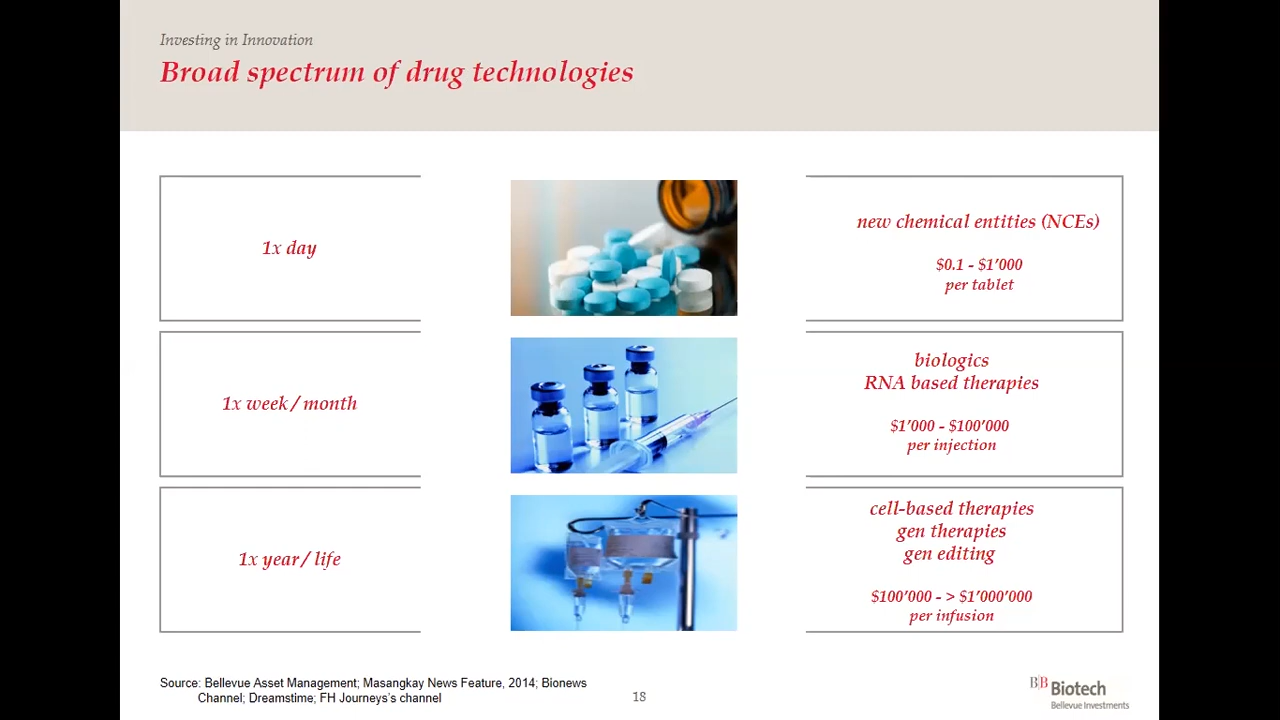 Investing in Innovation
Broad spectrum of drug technologies
1x day
new chemical entities (NCEs)
$0.1 - $1’000
per tablet
1x week / month
biologics
RNA based therapies
$1’000 - $100’000
per injection
1x year / life
cell-based therapies
gen therapies
gen editing
$100’000 - > $1’000’000
per infusion
Source: Bellevue Asset Management; Masangkay News Feature, 2014; Bionews
Channel; Dreamstime; FH Journeys’s channel
18
BB Biotech
Bellevue Investments